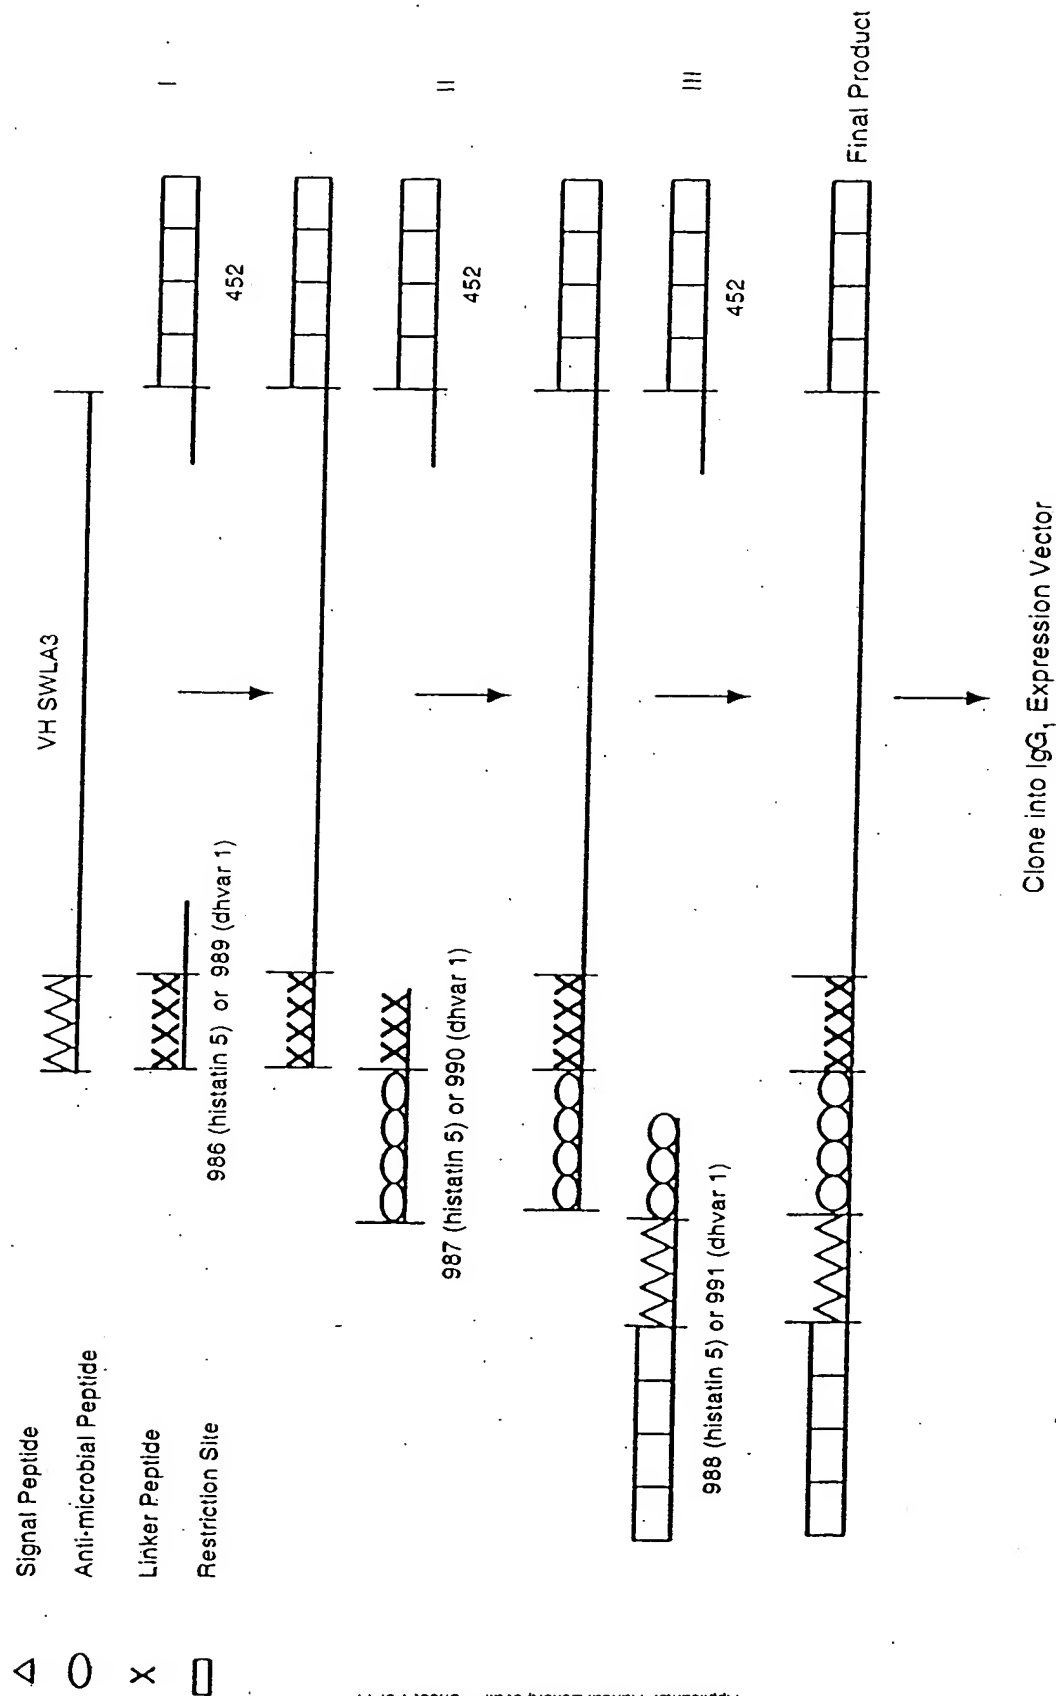 Signal Peptide
Anti-microbial Peptide
Linker Peptide
X
Restriction Site
VH SWLA3
986 (histatin 5) or 989 (dhvar 1)
452
I
987 (histatin 5) or 990 (dhvar 1)
452
II
988 (histatin 5) or 991 (dhvar 1)
452
III
Final Product
Clone into IgG1 Expression Vector